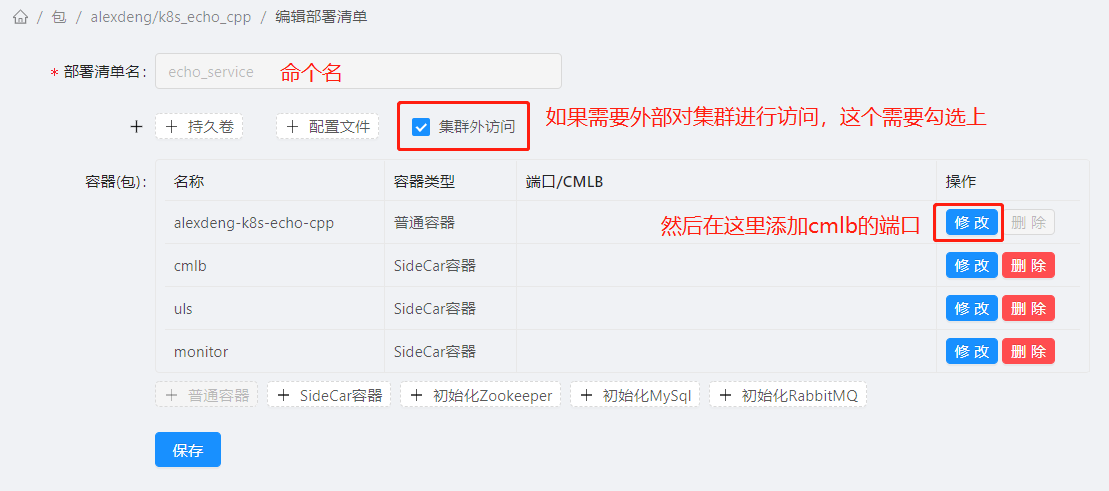 / 包 / alexdeng/k8s_echo_cpp / 编辑部署清单
* 部署清单名: echo_service 命个名
+ + 持久卷 + 配置文件 集群外访问 如果需要外部对集群进行访问，这个需要勾选上
容器(包): 名称 容器类型 端口/CMLB 操作
alexdeng-k8s-echo-cpp 普通容器 然后在这里添加cmlb的端口 修 改 删 除
cmlb SideCar容器 修 改 删 除
uls SideCar容器 修 改 删 除
monitor SideCar容器 修 改 删 除
+ 普通容器 + SideCar容器 + 初始化Zookeeper + 初始化MySql + 初始化RabbitMQ
保存